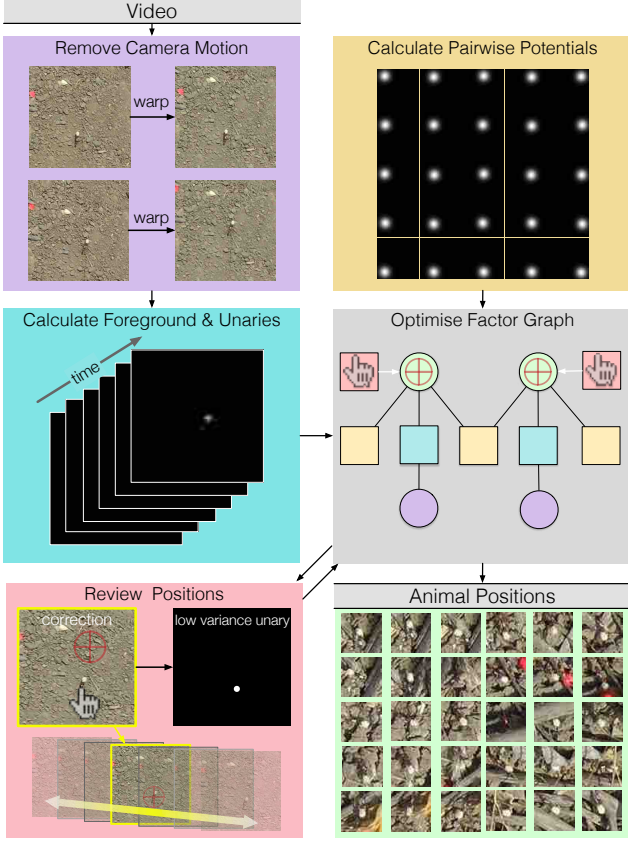 Video
Remove Camera Motion
warp
warp
Calculate Pairwise Potentials
Calculate Foreground & Unaries
time
Optimise Factor Graph
Review Positions
correction
low variance unary
Animal Positions